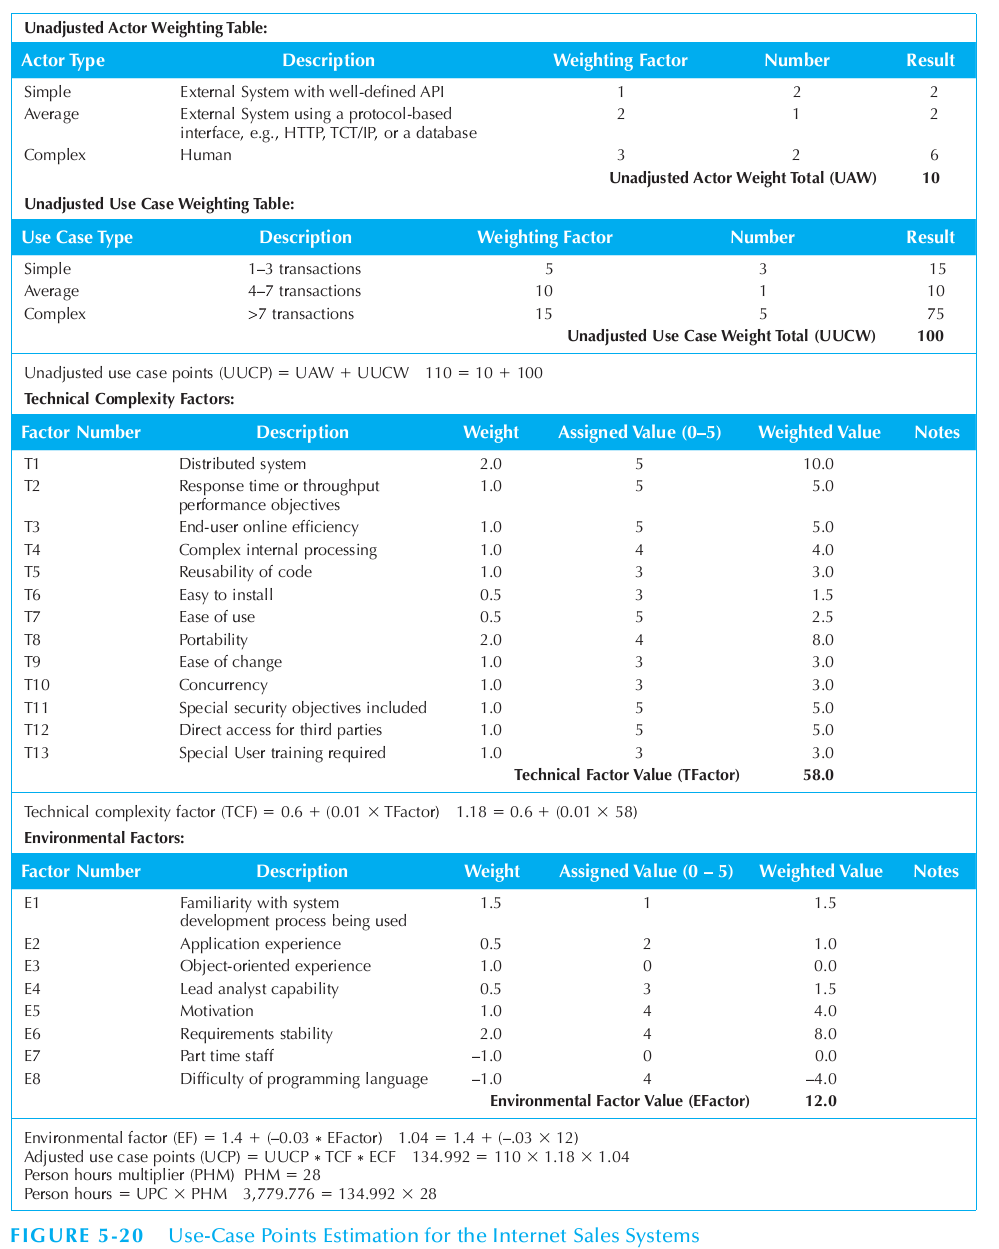 Unadjusted Actor Weighting Table:
Actor Type Description Weighting Factor Number Result
Simple External System with well-defined API 1 2 2
Average External System using a protocol-based 2 1 2
interface, e.g., HTTP, TCT/IP, or a database
Complex Human 3 2 6
Unadjusted Actor Weight Total (UAW) 10
Unadjusted Use Case Weighting Table:
Use Case Type Description Weighting Factor Number Result
Simple 1–3 transactions 5 3 15
Average 4–7 transactions 10 1 10
Complex >7 transactions 15 5 75
Unadjusted Use Case Weight Total (UUCW) 100
Unadjusted use case points (UUCP) = UAW + UUCW 110 = 10 + 100
Technical Complexity Factors:
Factor Number Description Weight Assigned Value (0–5) Weighted Value Notes
T1 Distributed system 2.0 5 10.0
T2 Response time or throughput 1.0 5 5.0
performance objectives
T3 End-user online efficiency 1.0 5 5.0
T4 Complex internal processing 1.0 4 4.0
T5 Reusability of code 1.0 3 3.0
T6 Easy to install 0.5 3 1.5
T7 Ease of use 0.5 5 2.5
T8 Portability 2.0 4 8.0
T9 Ease of change 1.0 3 3.0
T10 Concurrency 1.0 3 3.0
T11 Special security objectives included 1.0 5 5.0
T12 Direct access for third parties 1.0 5 5.0
T13 Special User training required 1.0 3 3.0
Technical Factor Value (TFactor) 58.0
Technical complexity factor (TCF) = 0.6 + (0.01 × TFactor) 1.18 = 0.6 + (0.01 × 58)
Environmental Factors:
Factor Number Description Weight Assigned Value (0 – 5) Weighted Value Notes
E1 Familiarity with system 1.5 1 1.5
development process being used
E2 Application experience 0.5 2 1.0
E3 Object-oriented experience 1.0 0 0.0
E4 Lead analyst capability 0.5 3 1.5
E5 Motivation 1.0 4 4.0
E6 Requirements stability 2.0 4 8.0
E7 Part time staff –1.0 0 0.0
E8 Difficulty of programming language –1.0 4 –4.0
Environmental Factor Value (EFactor) 12.0
Environmental factor (EF) = 1.4 + (–0.03 * EFactor) 1.04 = 1.4 + (–.03 × 12)
Adjusted use case points (UCP) = UUCP * TCF * ECF 134.992 = 110 × 1.18 × 1.04
Person hours multiplier (PHM) PHM = 28
Person hours = UPC × PHM 3,779.776 = 134.992 × 28
FIGURE 5-20 Use-Case Points Estimation for the Internet Sales Systems